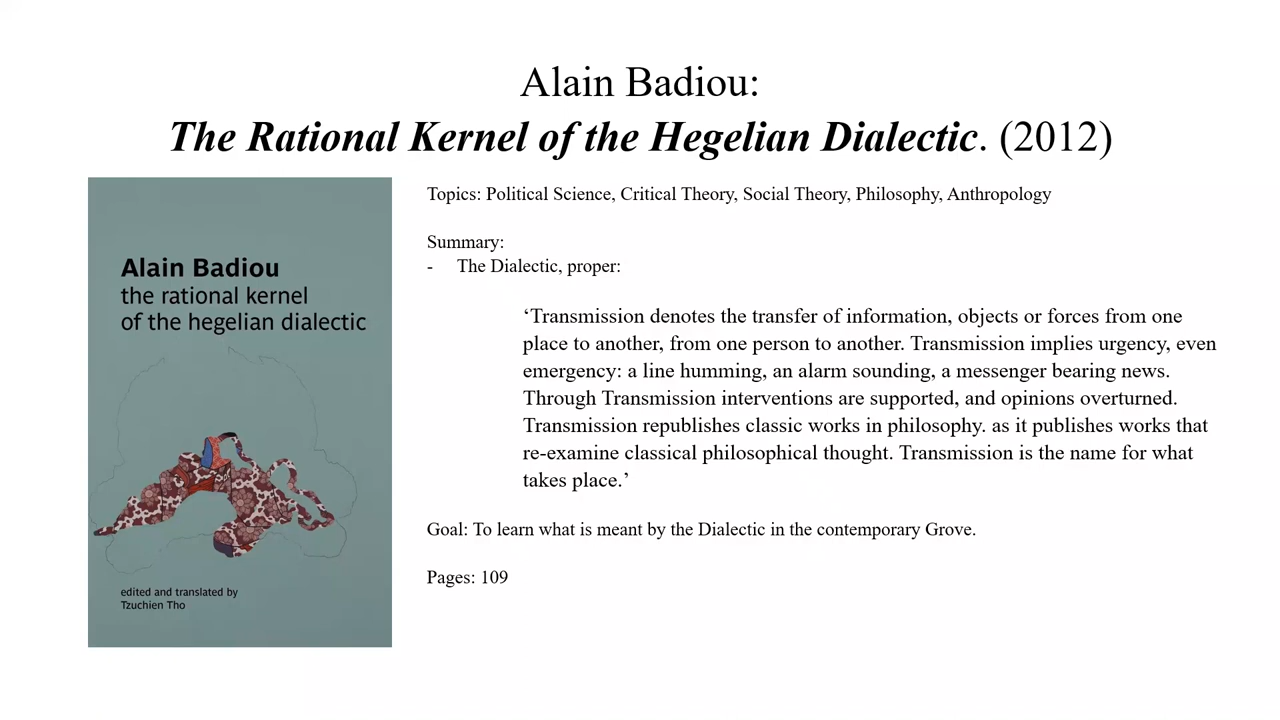 Alain Badiou:
The Rational Kernel of the Hegelian Dialectic. (2012)
Alain Badiou
the rational kernel
of the hegelian dialectic
edited and translated by
Tzuchien Tho
Topics: Political Science, Critical Theory, Social Theory, Philosophy, Anthropology
Summary:
- The Dialectic, proper:
‘Transmission denotes the transfer of information, objects or forces from one
place to another, from one person to another. Transmission implies urgency, even
emergency: a line humming, an alarm sounding, a messenger bearing news.
Through Transmission interventions are supported, and opinions overturned.
Transmission republishes classic works in philosophy. as it publishes works that
re-examine classical philosophical thought. Transmission is the name for what
takes place.’
Goal: To learn what is meant by the Dialectic in the contemporary Grove.
Pages: 109